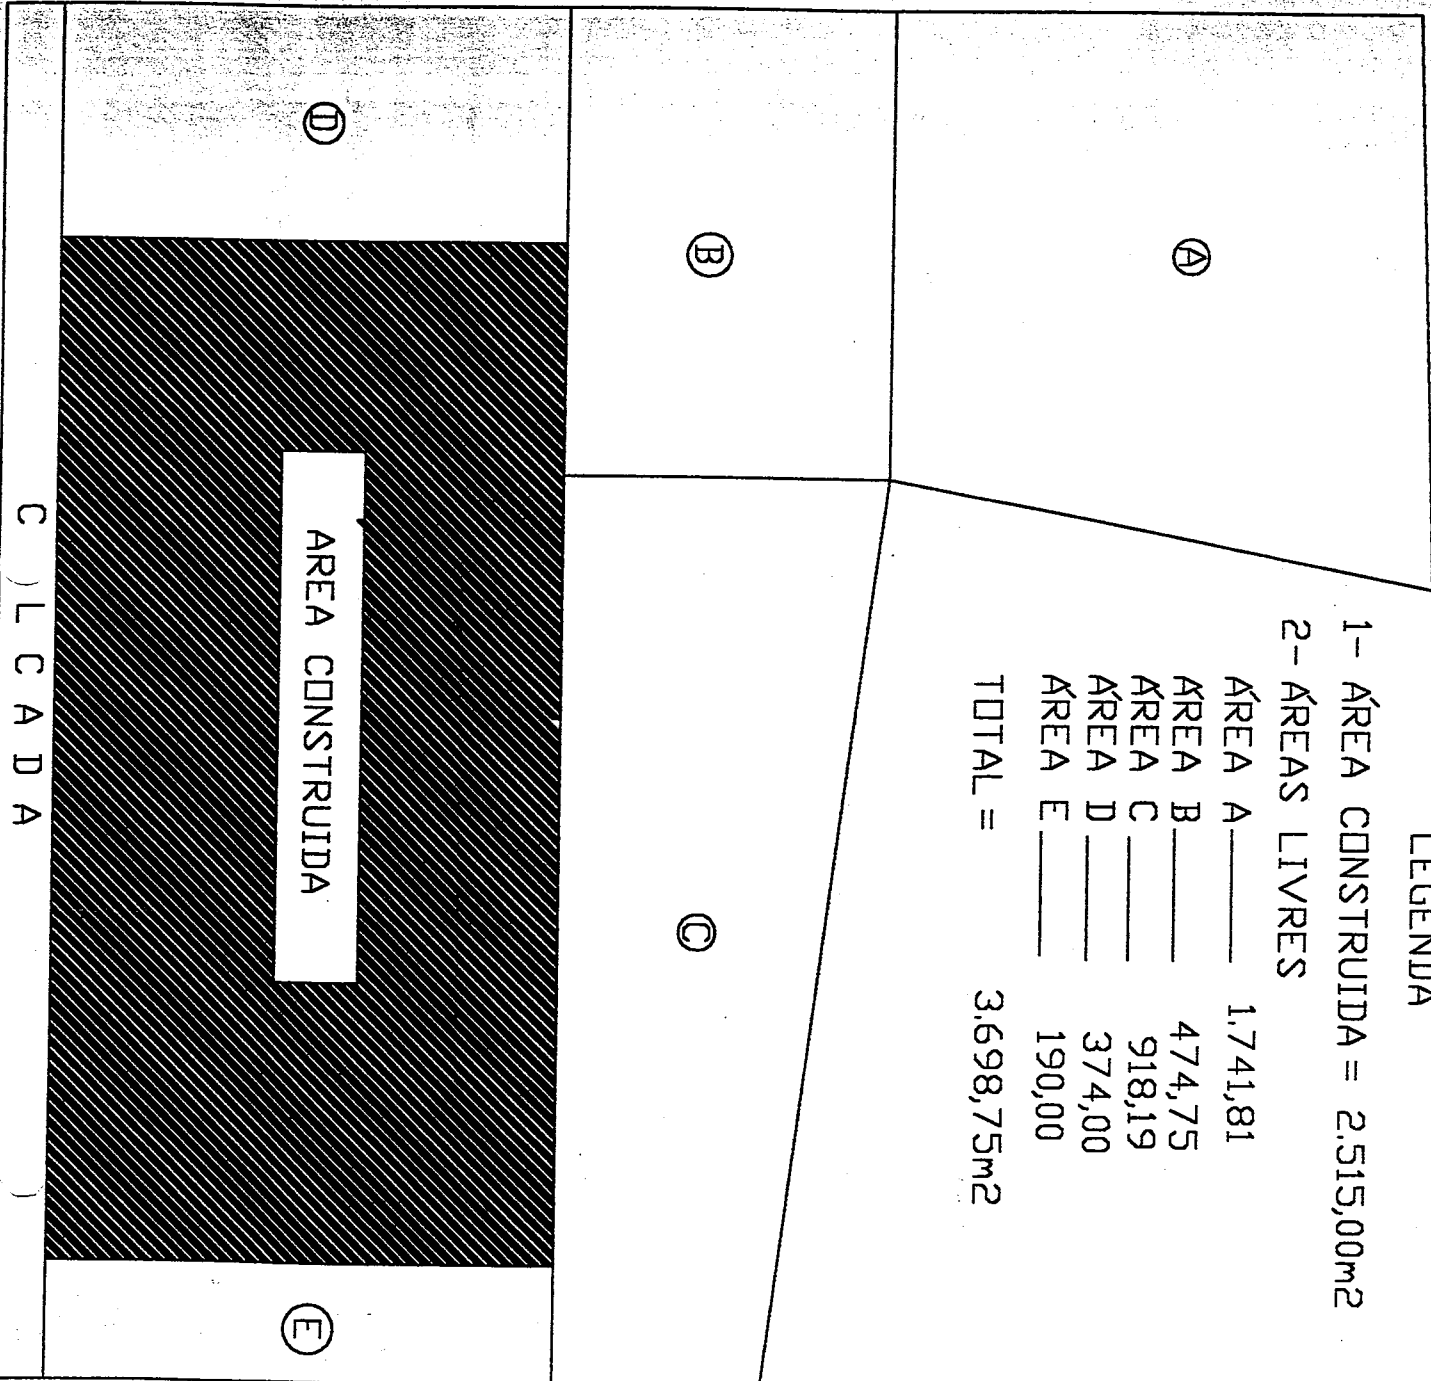 LEGENDA
1- ÁREA CONSTRUIDA = 2.515,00m2
2- ÁREAS LIVRES
ÁREA A 1.741,81
ÁREA B 474,75
ÁREA C 918,19
ÁREA D 374,00
ÁREA E 190,00
TOTAL = 3.698,75m2
A
B
C
D
E
AREA CONSTRUIDA
C LCADA